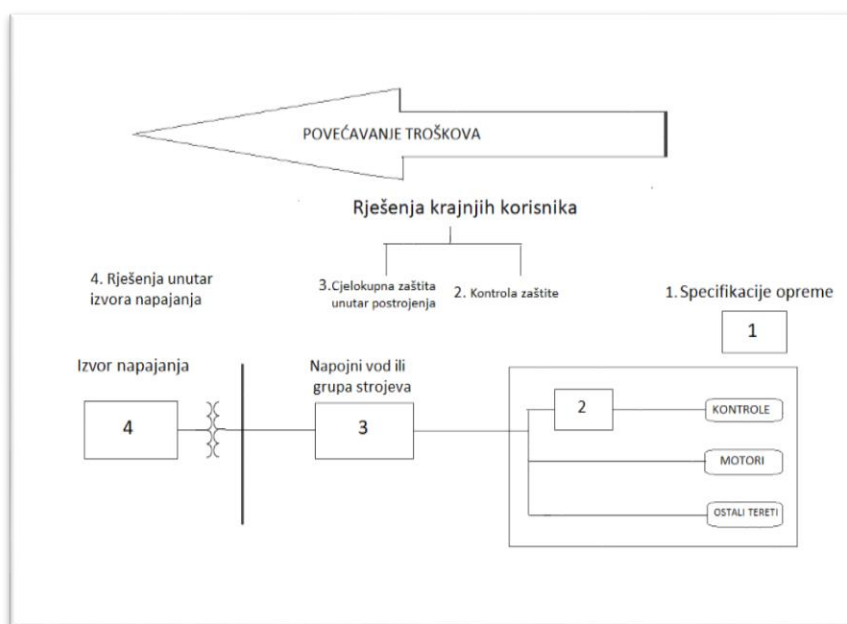 POVEĆAVANJE TROŠKOVA
Rješenja krajnjih korisnika
4. Rješenja unutar
izvora napajanja
3.Cjelokupna zaštita
unutar postrojenja
2. Kontrola zaštite
1. Specifikacije opreme
1
Izvor napajanja
Napojni vod ili
grupa strojeva
4
3
2
KONTROLE
MOTORI
OSTALI TERETI